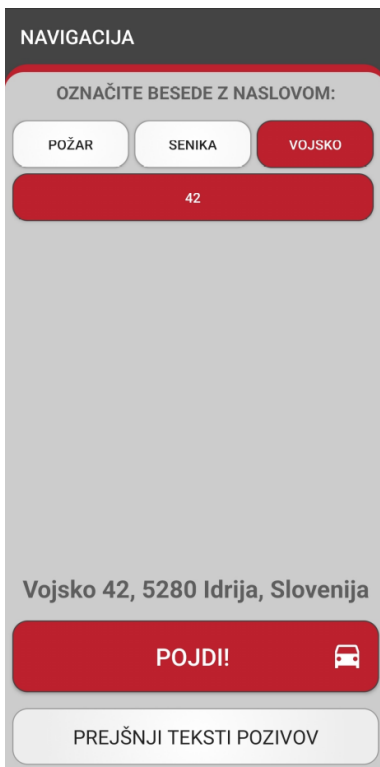 NAVIGACIJA
OZNAČITE BESEDE Z NASLOVOM:
POŽAR SENIKA VOJSKO
42
Vojsko 42, 5280 Idrija, Slovenija
POJDI!
PREJŠNJI TEKSTI POZIVOV